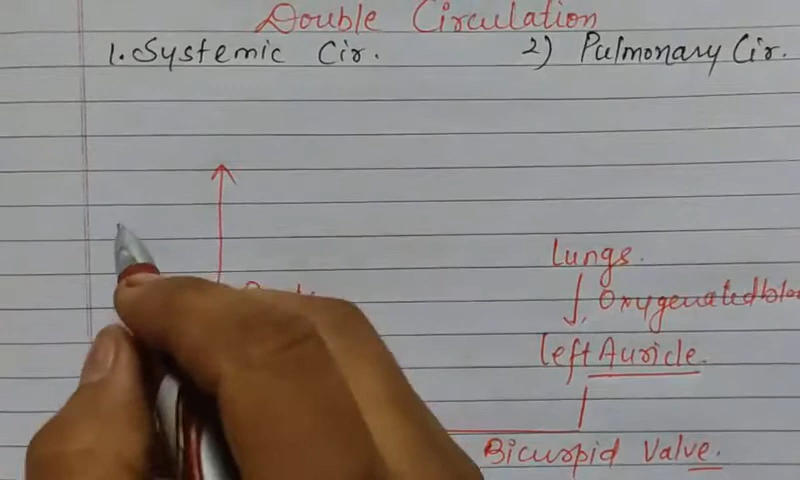 Double Circulation
1. Systemic Cir.
2) Pulmonary Cir.
Lungs.
Oxygenated
left Auricle.
Bicuspid Valve.